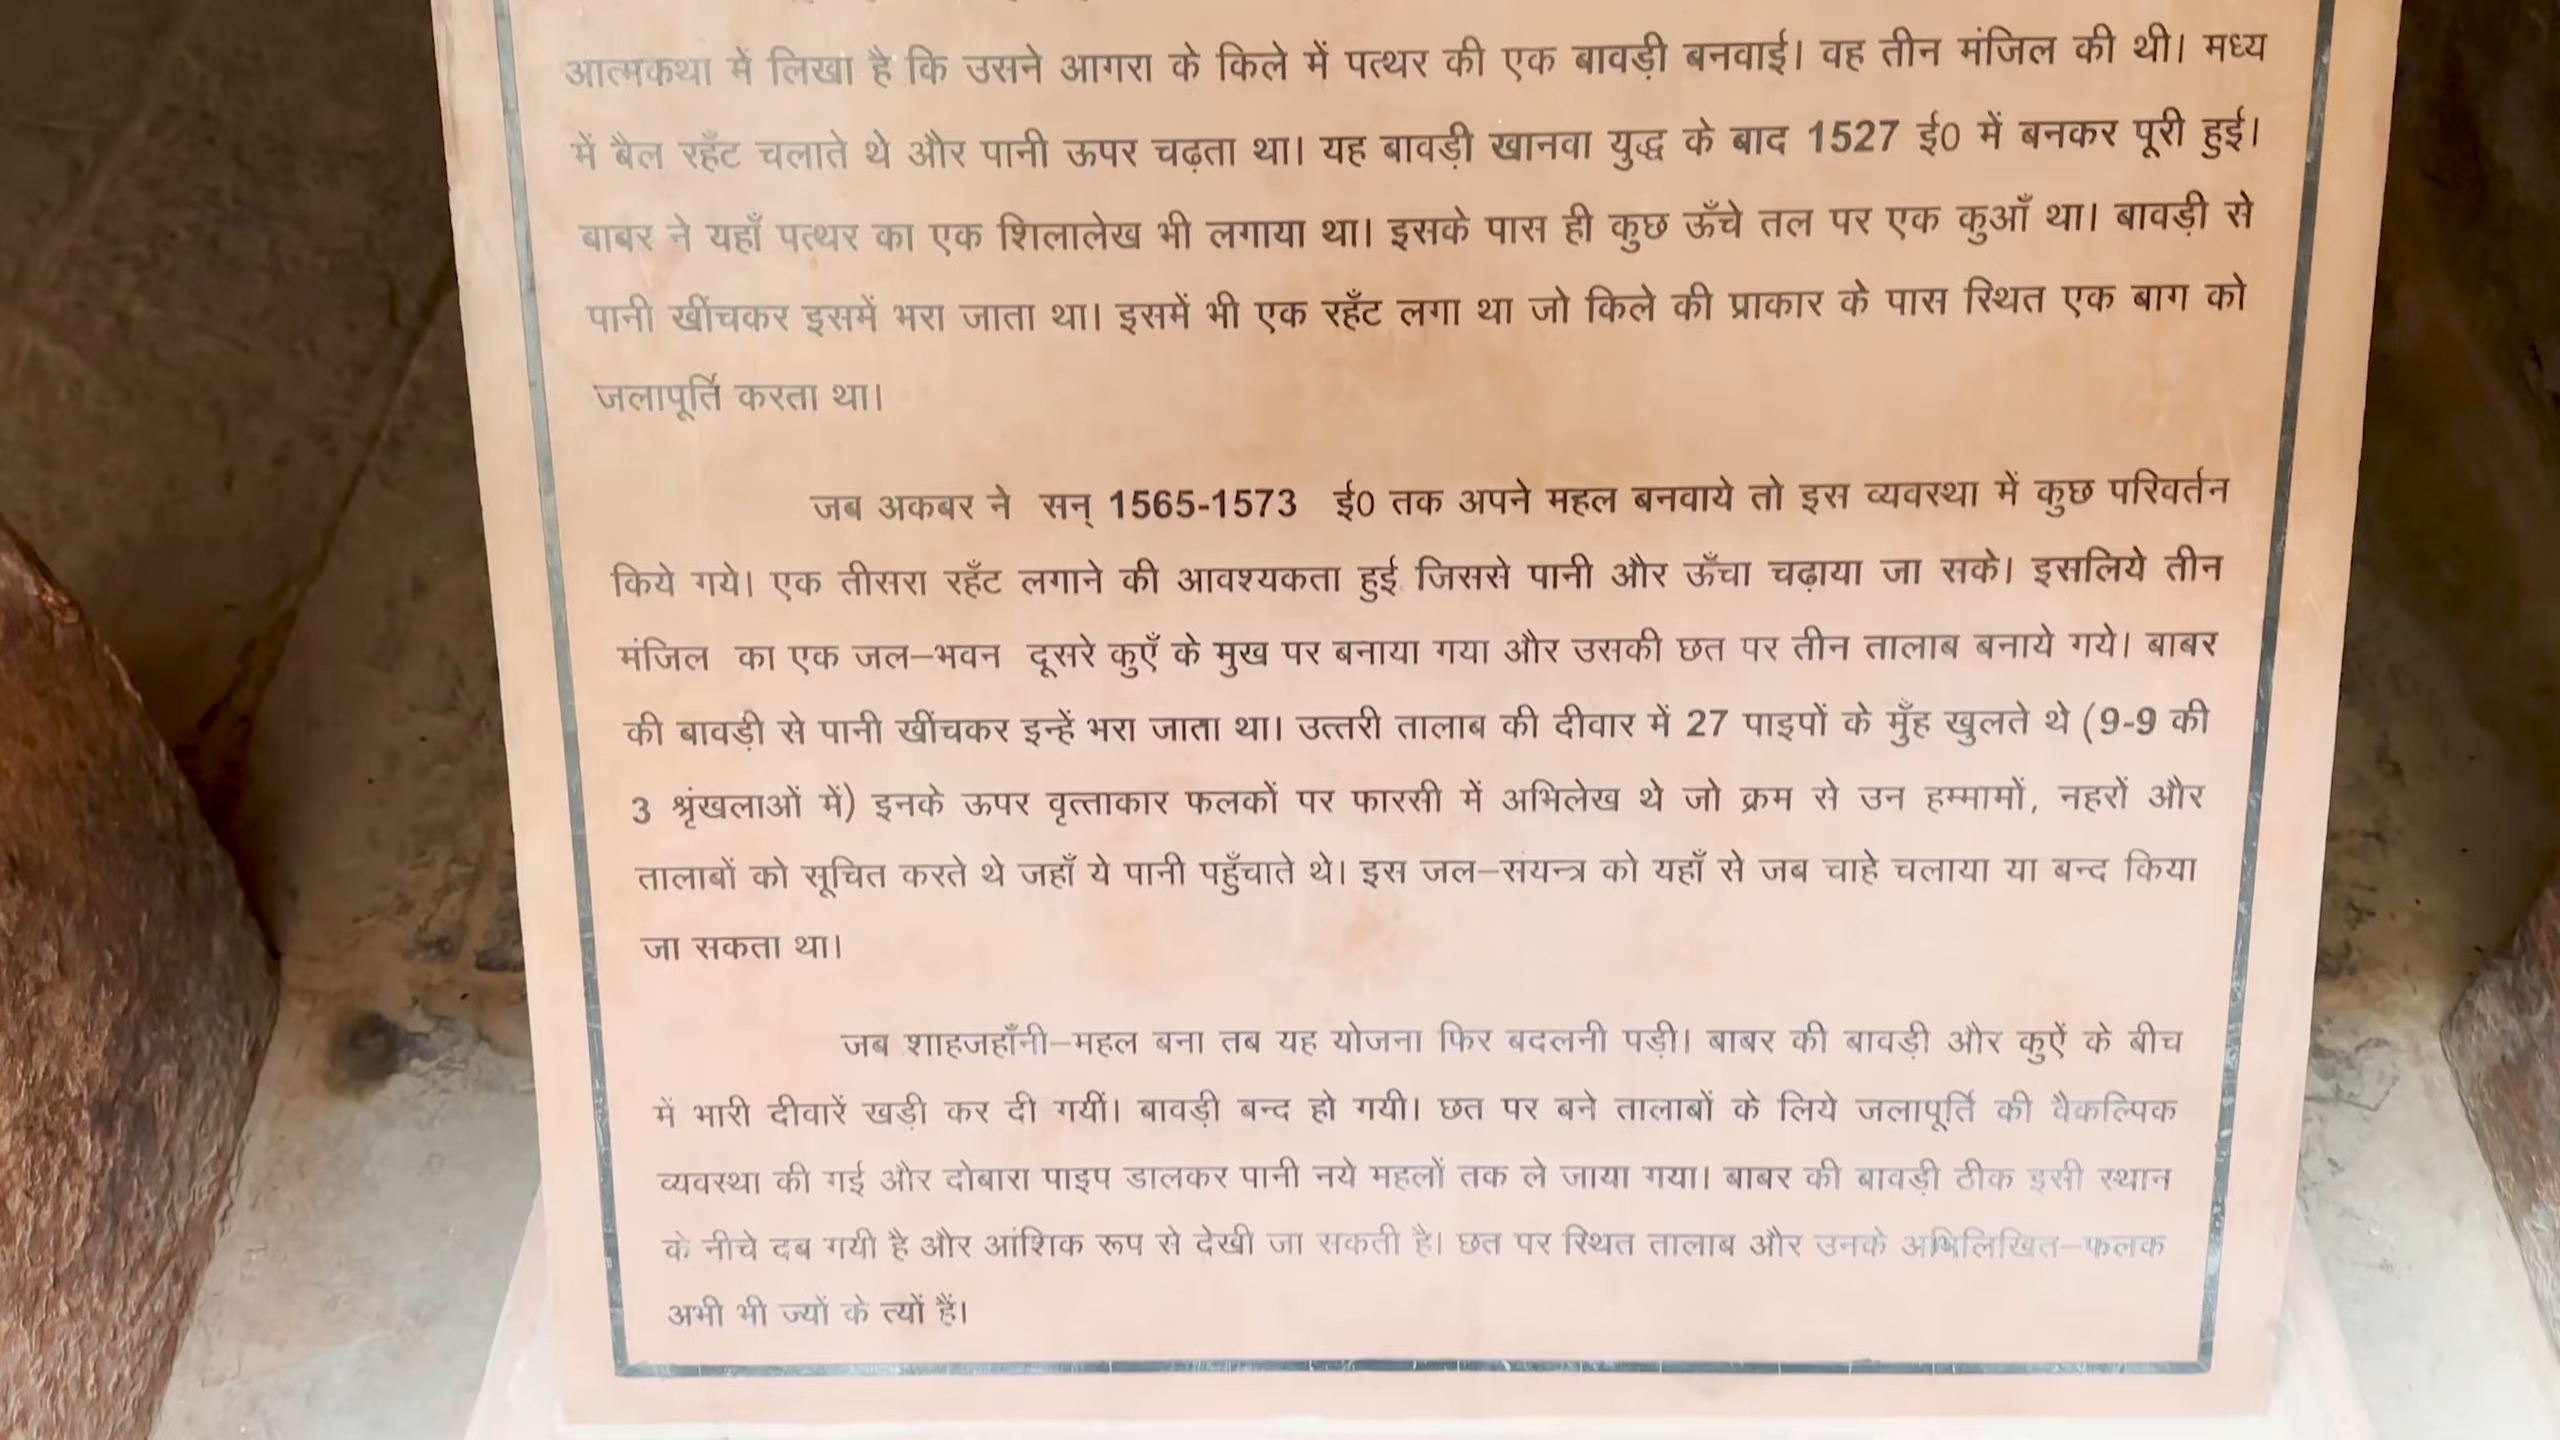 आत्मकथा में लिखा है कि उसने आगरा के किले में पत्थर की एक बावड़ी बनवाई। वह तीन मंजिल की थी। मध्य
में बैल रहँट चलाते थे और पानी ऊपर चढ़ता था। यह बावड़ी खानवा युद्ध के बाद 1527 ई0 में बनकर पूरी हुई।
बाबर ने यहाँ पत्थर का एक शिलालेख भी लगाया था। इसके पास ही कुछ ऊँचे तल पर एक कुआँ था। बावड़ी से
पानी खींचकर इसमें भरा जाता था। इसमें भी एक रहँट लगा था जो किले की प्राकार के पास स्थित एक बाग को
जलापूर्ति करता था।
जब अकबर ने सन् 1565-1573 ई0 तक अपने महल बनवाये तो इस व्यवस्था में कुछ परिवर्तन
किये गये। एक तीसरा रहँट लगाने की आवश्यकता हुई जिससे पानी और ऊँचा चढ़ाया जा सके। इसलिये तीन
मंजिल का एक जल–भवन दूसरे कुएँ के मुख पर बनाया गया और उसकी छत पर तीन तालाब बनाये गये। बाबर
की बावड़ी से पानी खींचकर इन्हें भरा जाता था। उत्तरी तालाब की दीवार में 27 पाइपों के मुँह खुलते थे (9-9 की
3 श्रृंखलाओं में) इनके ऊपर वृत्ताकार फलकों पर फारसी में अभिलेख थे जो क्रम से उन हम्मामों, नहरों और
तालाबों को सूचित करते थे जहाँ ये पानी पहुँचाते थे। इस जल–सयन्त्र को यहाँ से जब चाहे चलाया या बन्द किया
जा सकता था।
जब शाहजहाँनी–महल बना तब यह योजना फिर बदलनी पड़ी। बाबर की बावड़ी और कुऐं के बीच
में भारी दीवारें खड़ी कर दी गयीं। बावड़ी बन्द हो गयी। छत पर बने तालाबों के लिये जलापूर्ति की वैकल्पिक
व्यवस्था की गई और दोबारा पाइप डालकर पानी नये महलों तक ले जाया गया। बाबर की बावड़ी ठीक इसी स्थान
के नीचे दब गयी है और आंशिक रूप से देखी जा सकती है। छत पर स्थित तालाब और उनके अभिलिखित–फलक
अभी भी ज्यों के त्यों हैं।